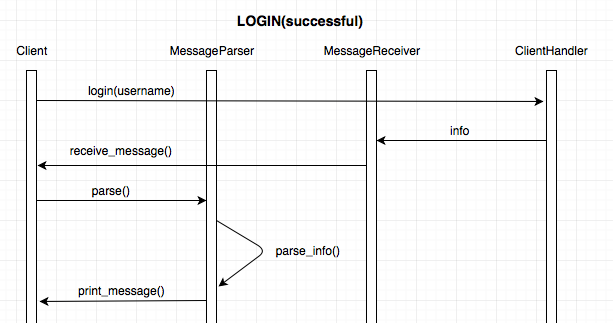 LOGIN(successful)
Client
MessageParser
MessageReceiver
ClientHandler
login(username)
info
receive_message()
parse()
parse_info()
print_message()